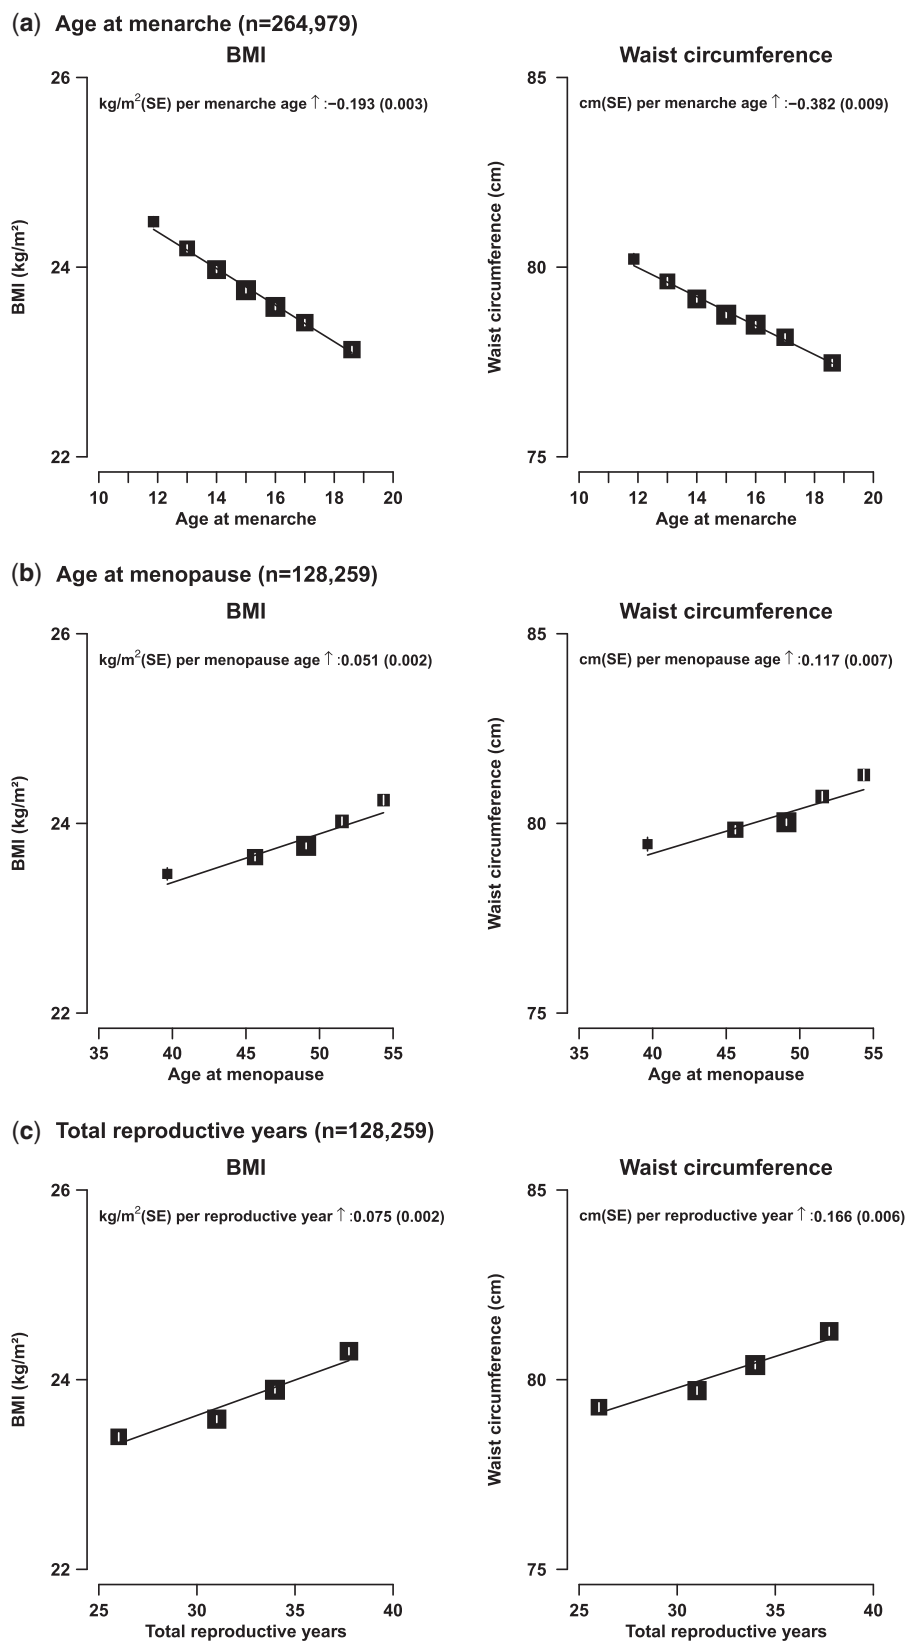 (a) Age at menarche (n=264,979)
BMI
26
kg/m²(SE) per menarche age ↑ :−0.193 (0.003)
BMI (kg/m²)
24
22
10 12 14 16 18 20
Age at menarche
Waist circumference
85
cm(SE) per menarche age ↑ :−0.382 (0.009)
Waist circumference (cm)
80
75
10 12 14 16 18 20
Age at menarche
(b) Age at menopause (n=128,259)
BMI
26
kg/m²(SE) per menopause age ↑ :0.051 (0.002)
BMI (kg/m²)
24
22
35 40 45 50 55
Age at menopause
Waist circumference
85
cm(SE) per menopause age ↑ :0.117 (0.007)
Waist circumference (cm)
80
75
35 40 45 50 55
Age at menopause
(c) Total reproductive years (n=128,259)
BMI
26
kg/m²(SE) per reproductive year ↑ :0.075 (0.002)
BMI (kg/m²)
24
22
25 30 35 40
Total reproductive years
Waist circumference
85
cm(SE) per reproductive year ↑ :0.166 (0.006)
Waist circumference (cm)
80
75
25 30 35 40
Total reproductive years